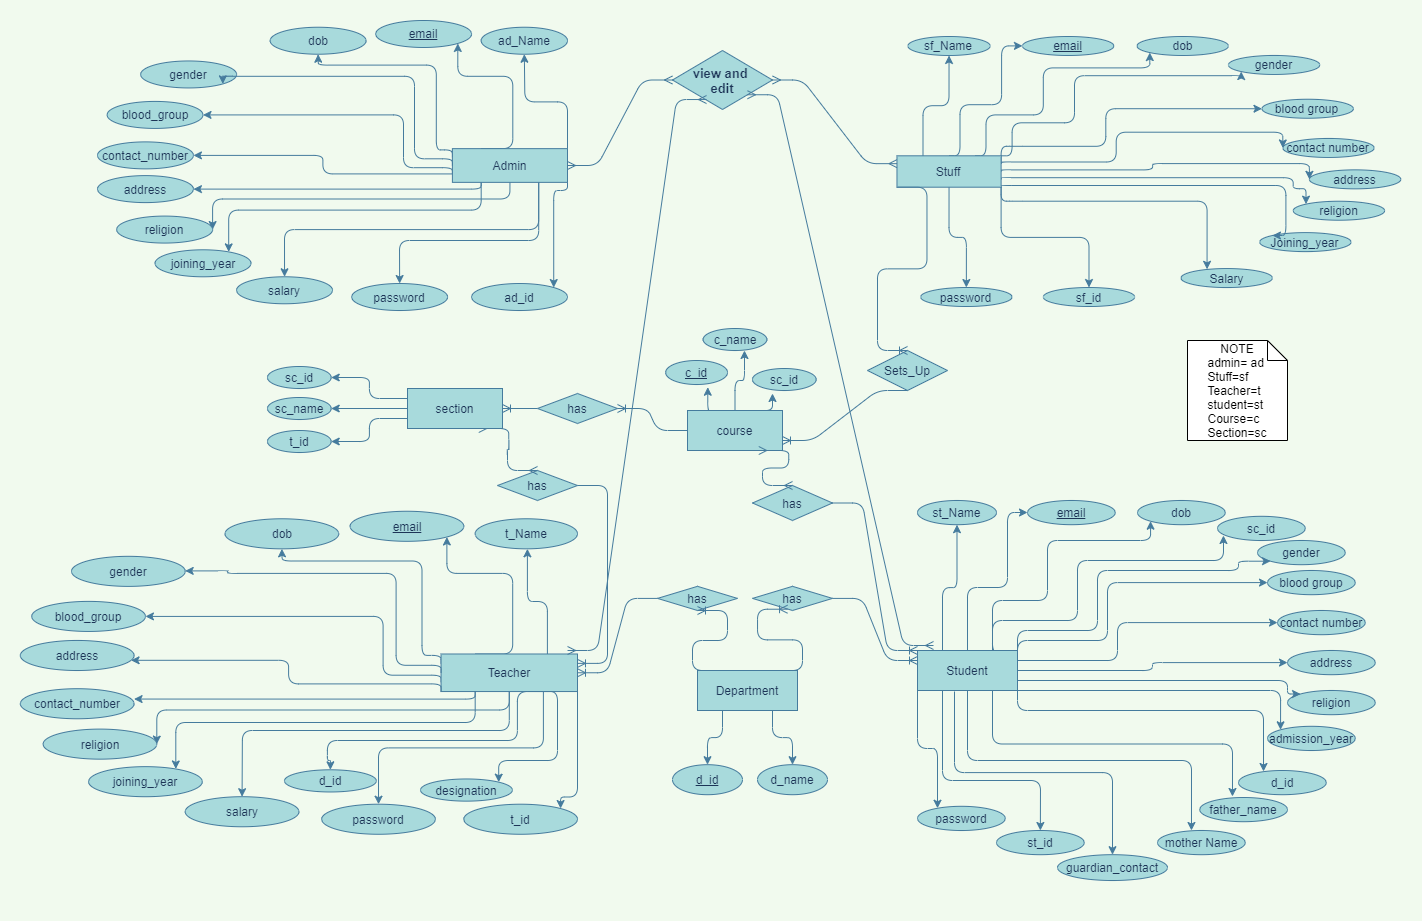 dob
email
ad_Name
gender
blood_group
contact_number
address
religion
joining_year
salary
password
ad_id
Admin
view and
edit
sf_Name
email
dob
gender
blood group
contact number
address
religion
Joining_year
Salary
sf_id
password
Stuff
NOTE
admin= ad
Stuff=sf
Teacher=t
student=st
Course=c
Section=sc
sc_id
sc_name
t_id
section
has
c_name
c_id
sc_id
course
Sets_Up
has
has
dob
email
t_Name
gender
blood_group
address
contact_number
religion
joining_year
salary
d_id
password
designation
t_id
Teacher
has
has
Department
d_id
d_name
st_Name
email
dob
sc_id
gender
blood group
contact number
address
religion
admission_year
d_id
father_name
mother Name
guardian_contact
st_id
password
Student